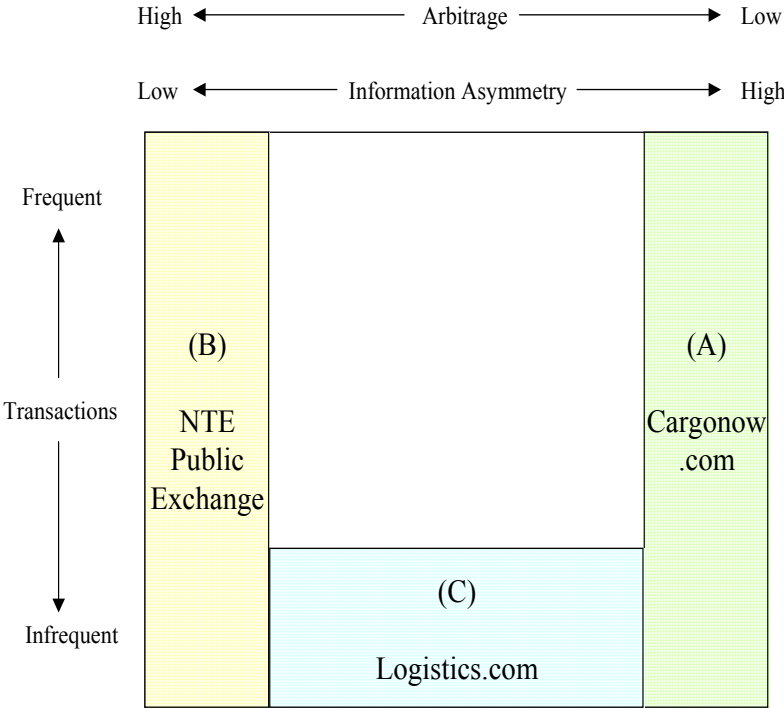 High Arbitrage Low
Low Information Asymmetry High
Frequent
Transactions
Infrequent
(B)
NTE
Public
Exchange
(A)
Cargonow
.com
(C)
Logistics.com